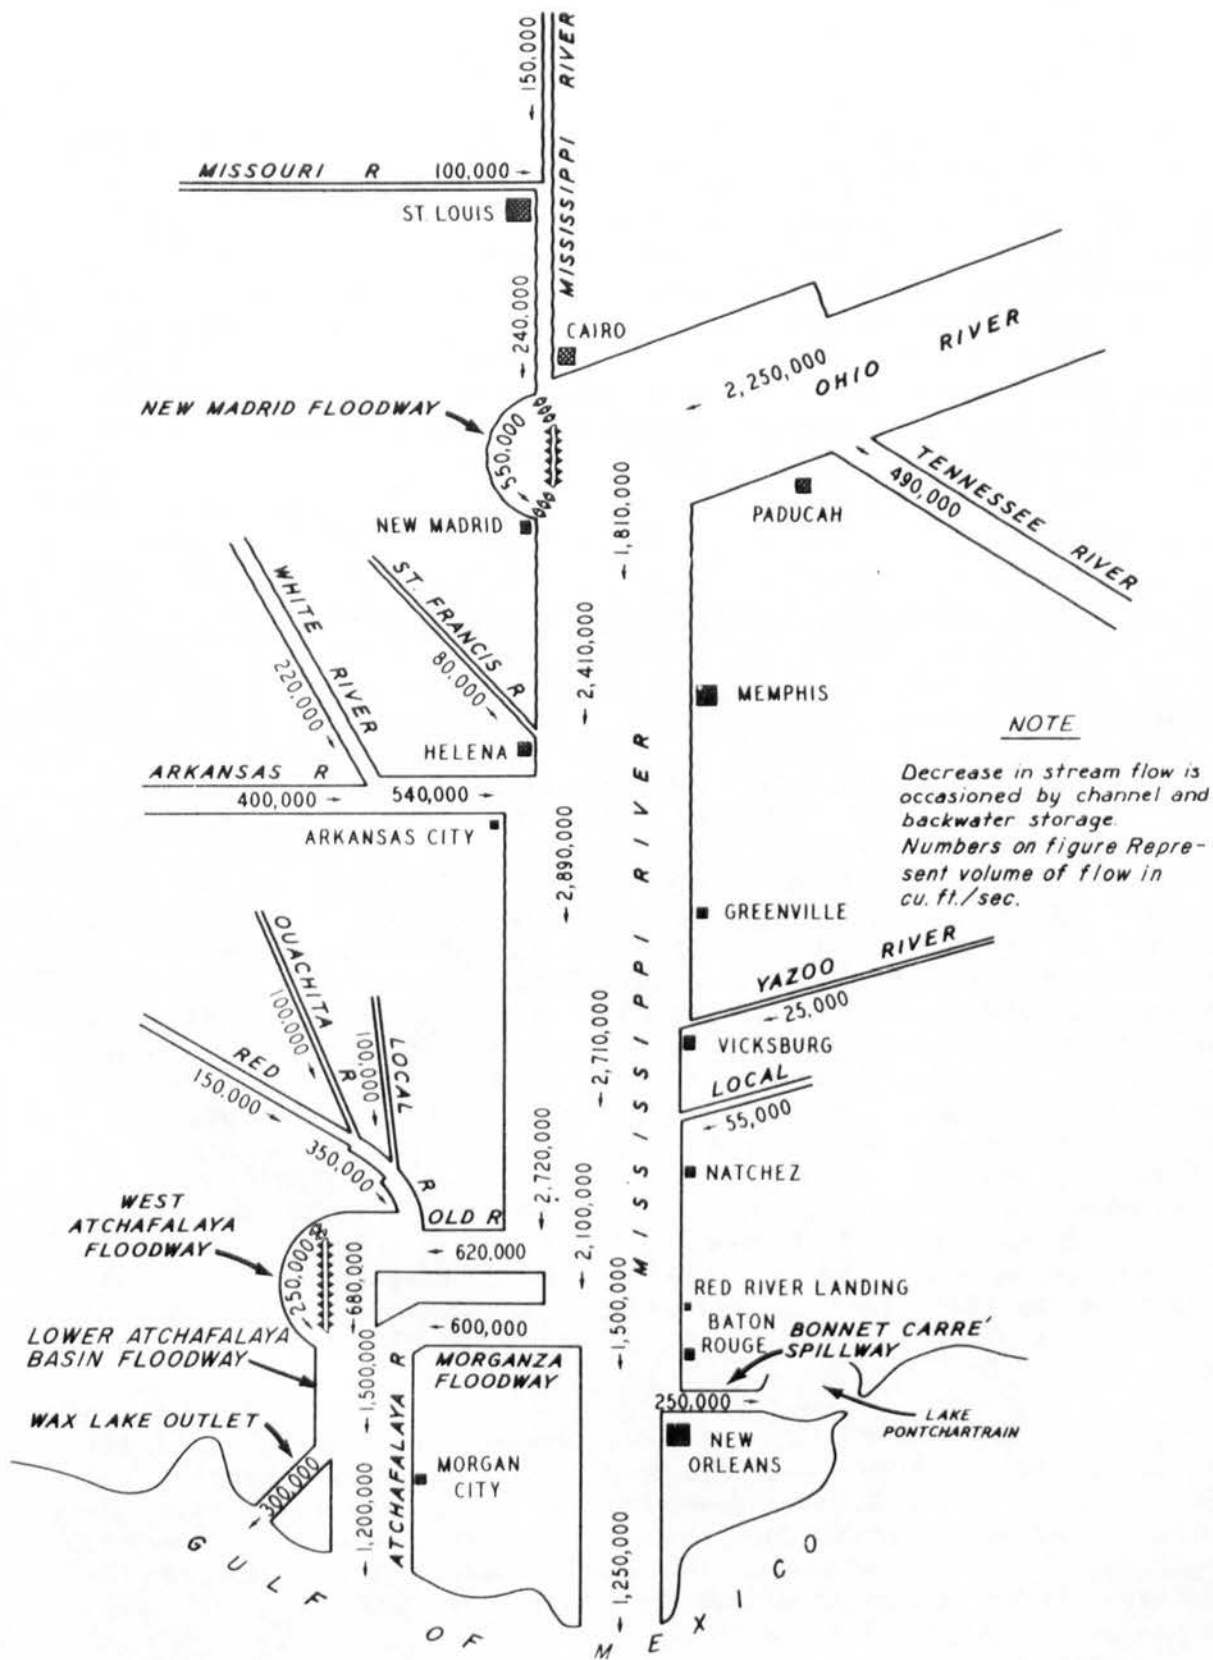 150,000
MISSISSIPPI RIVER
MISSOURI R
100,000
ST. LOUIS
240,000
CAIRO
2,250,000
OHIO RIVER
NEW MADRID FLOODWAY
550,000
NEW MADRID
1,810,000
PADUCAH
490,000
TENNESSEE RIVER
WHITE RIVER
220,000
ST. FRANCIS R
80,000
2,410,000
MEMPHIS
HELENA
ARKANSAS R
400,000
540,000
ARKANSAS CITY
NOTE
Decrease in stream flow is
occasioned by channel and
backwater storage.
Numbers on figure Repre-
sent volume of flow in
cu. ft./sec.
2,890,000
MISSISSIPPI RIVER
GREENVILLE
YAZOO RIVER
25,000
OUACHITA R
100,000
LOCAL
100,000
RED R
150,000
350,000
2,710,000
VICKSBURG
LOCAL
55,000
NATCHEZ
2,720,000
2,100,000
WEST
ATCHAFALAYA
FLOODWAY
250,000
OLD R
620,000
680,000
RED RIVER LANDING
BATON
ROUGE
1,500,000
600,000
BONNET CARRE'
SPILLWAY
LOWER ATCHAFALAYA
BASIN FLOODWAY
MORGANZA
FLOODWAY
1,500,000
ATCHAFALAYA R
250,000
LAKE
PONTCHARTRAIN
WAX LAKE OUTLET
300,000
NEW
ORLEANS
MORGAN
CITY
1,200,000
1,250,000
GULF OF MEXICO